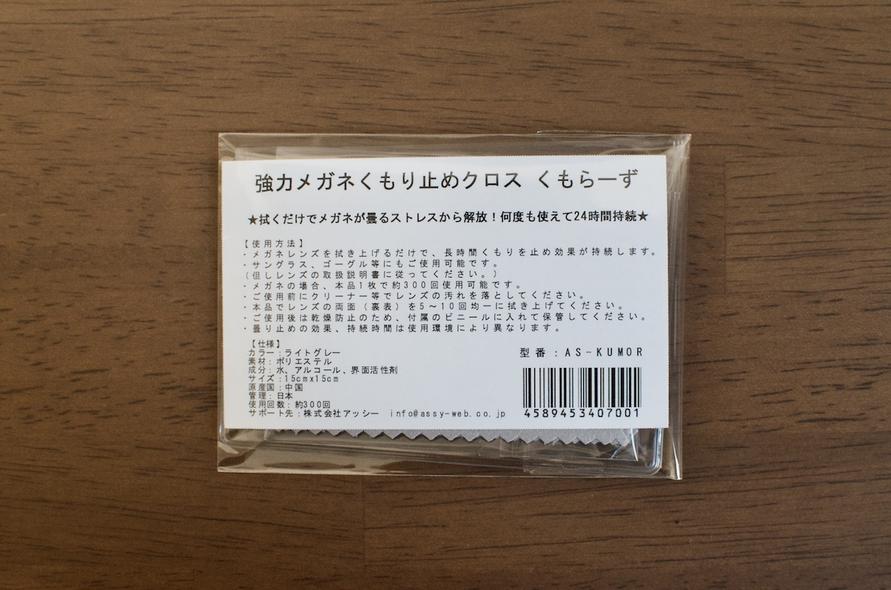 強力メガネくもり止めクロス くもらーず
★拭くだけでメガネが曇るストレスから解放！何度も使えて24時間持続★
【使用方法】
・メガネレンズを拭き上げるだけで、長時間くもりを止め効果が持続します。
・サングラス、ゴーグル等にもご使用可能です。
（但しレンズの取扱説明書に従ってください。）
・メガネの場合、本品1枚で約300回使用可能です。
・ご使用前にクリーナー等でレンズの汚れを落としてください。
・本品でレンズの両面（裏表）を5～10回均一に拭き上げてください。
・ご使用後は乾燥防止のため、付属のビニールに入れて保管してください。
・曇り止めの効果、持続時間は使用環境により異なります。
【仕様】
カラー：ライトグレー
素材：ポリエステル
成分：水、アルコール、界面活性剤
サイズ：15cmx15cm
原産国：中国
管理：日本
使用回数：約300回
サポート先：株式会社アッシー info@assy-web.co.jp
型番：AS-KUMOR
4589453407001